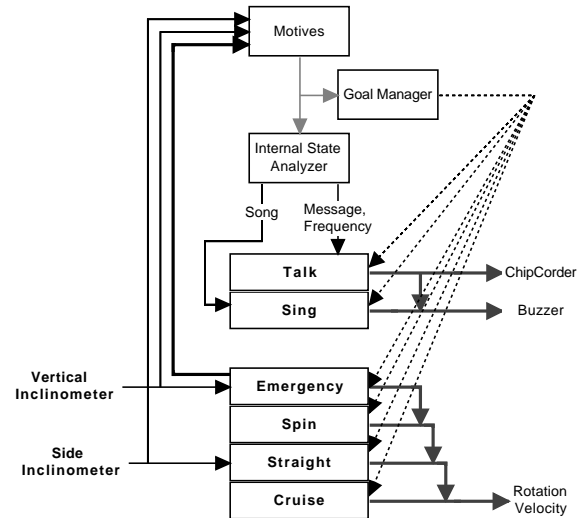 Motives
Goal Manager
Internal State
Analyzer
Song
Message,
Frequency
Talk
ChipCorder
Sing
Buzzer
Vertical
Inclinometer
Emergency
Spin
Side
Inclinometer
Straight
Cruise
Rotation
Velocity